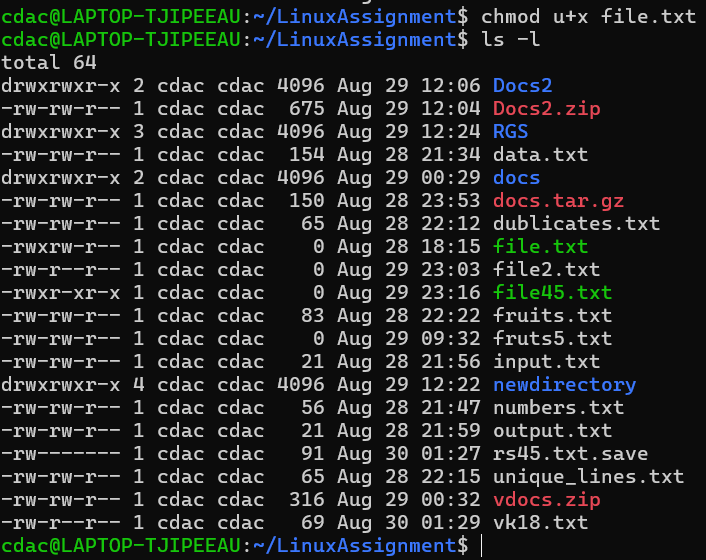 cdac@LAPTOP-TJIPEEAU:~/LinuxAssignment$ chmod u+x file.txt
cdac@LAPTOP-TJIPEEAU:~/LinuxAssignment$ ls -l
total 64
drwxrwxr-x 2 cdac cdac 4096 Aug 29 12:06 Docs2
-rw-rw-r-- 1 cdac cdac  675 Aug 29 12:04 Docs2.zip
drwxrwxr-x 3 cdac cdac 4096 Aug 29 12:24 RGS
-rw-rw-r-- 1 cdac cdac  154 Aug 28 21:34 data.txt
drwxrwxr-x 2 cdac cdac 4096 Aug 29 00:29 docs
-rw-rw-r-- 1 cdac cdac  150 Aug 28 23:53 docs.tar.gz
-rw-rw-r-- 1 cdac cdac   65 Aug 28 22:12 dublicates.txt
-rwxrw-r-- 1 cdac cdac    0 Aug 28 18:15 file.txt
-rw-r--r-- 1 cdac cdac    0 Aug 29 23:03 file2.txt
-rwxr-xr-x 1 cdac cdac    0 Aug 29 23:16 file45.txt
-rw-rw-r-- 1 cdac cdac   83 Aug 28 22:22 fruits.txt
-rw-rw-r-- 1 cdac cdac    0 Aug 29 09:32 fruts5.txt
-rw-rw-r-- 1 cdac cdac   21 Aug 28 21:56 input.txt
drwxrwxr-x 4 cdac cdac 4096 Aug 29 12:22 newdirectory
-rw-rw-r-- 1 cdac cdac   56 Aug 28 21:47 numbers.txt
-rw-rw-r-- 1 cdac cdac   21 Aug 28 21:59 output.txt
-rw------- 1 cdac cdac   91 Aug 30 01:27 rs45.txt.save
-rw-rw-r-- 1 cdac cdac   65 Aug 28 22:15 unique_lines.txt
-rw-rw-r-- 1 cdac cdac  316 Aug 29 00:32 vdocs.zip
-rw-r--r-- 1 cdac cdac   69 Aug 30 01:29 vk18.txt
cdac@LAPTOP-TJIPEEAU:~/LinuxAssignment$